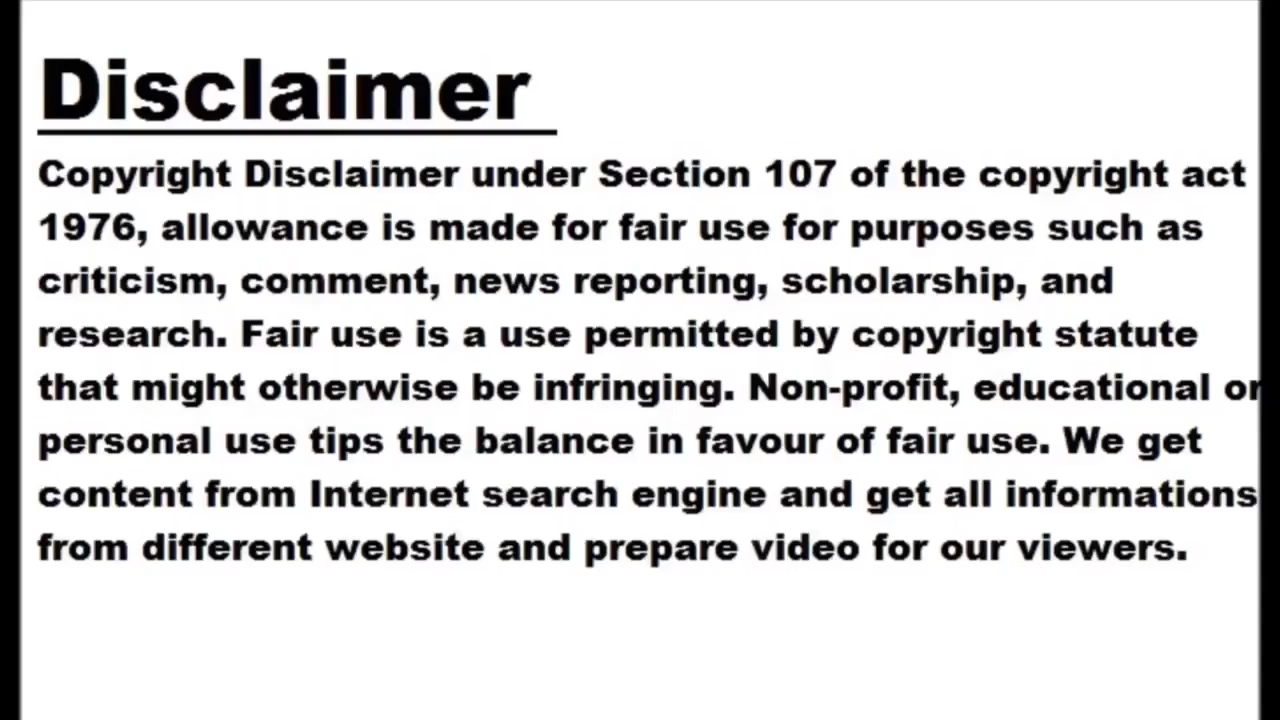 Disclaimer
Copyright Disclaimer under Section 107 of the copyright act
1976, allowance is made for fair use for purposes such as
criticism, comment, news reporting, scholarship, and
research. Fair use is a use permitted by copyright statute
that might otherwise be infringing. Non-profit, educational or
personal use tips the balance in favour of fair use. We get
content from Internet search engine and get all informations
from different website and prepare video for our viewers.